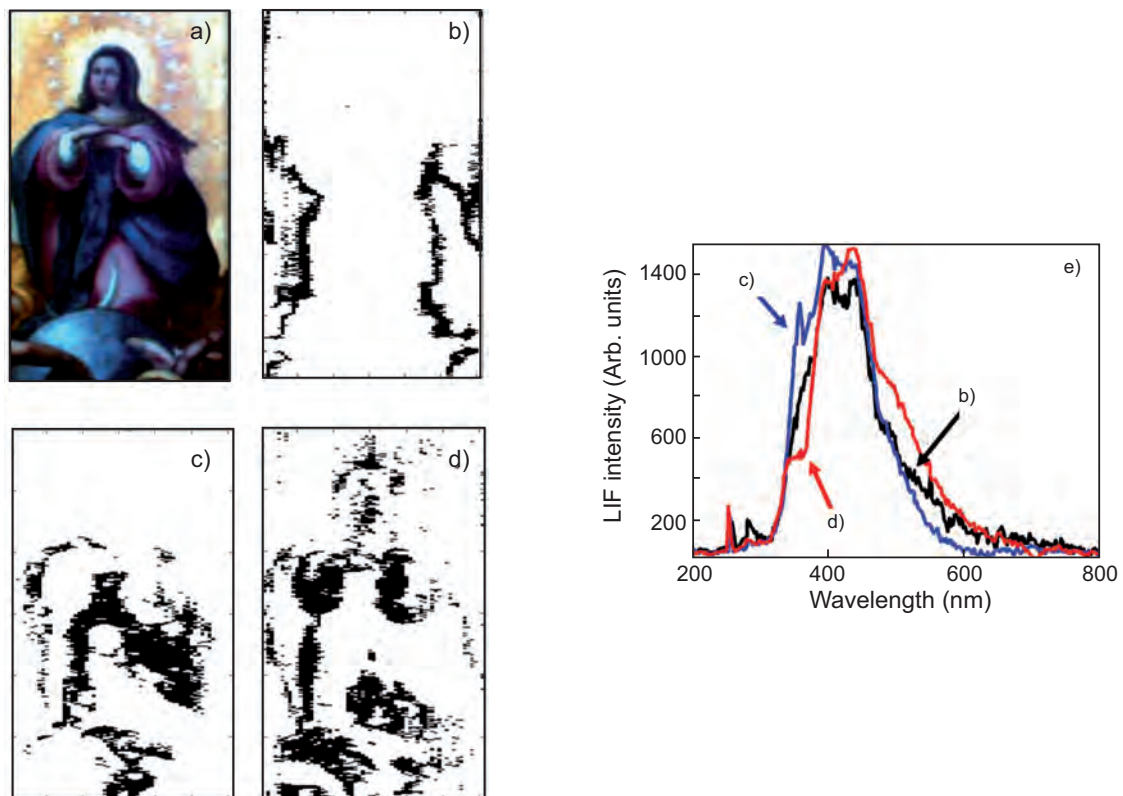 a)
b)
c)
d)
e)
LIF intensity (Arb. units)
1400
1000
600
200
c)
b)
d)
200 400 600 800
Wavelength (nm)